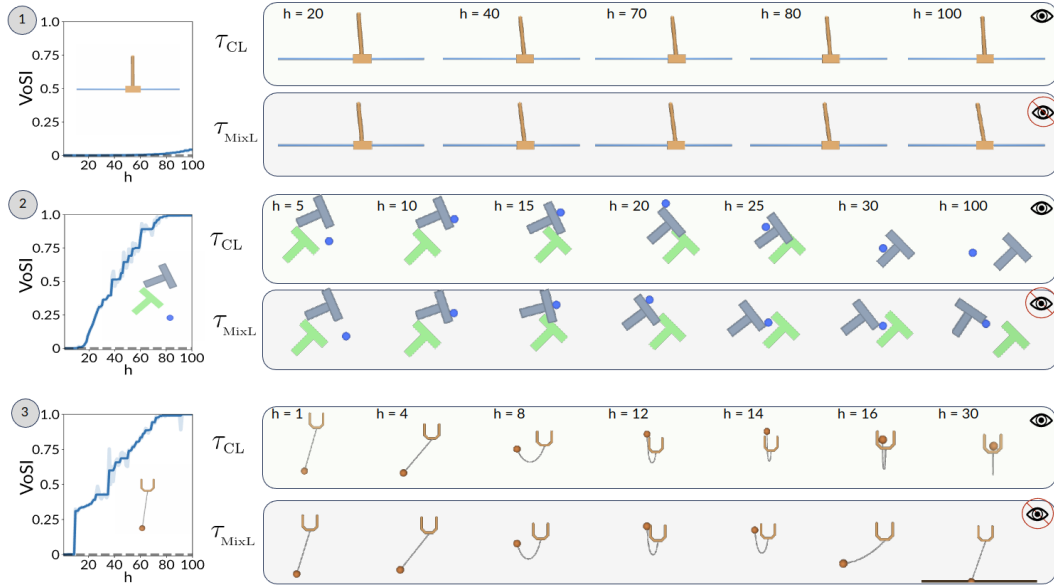 1
1.0
0.75
0.5
0.25
0
VoSI
20 40 60 80 100
h
τCL
h = 20 h = 40 h = 70 h = 80 h = 100
τMixL
2
1.0
0.75
0.50
0.25
0
VoSI
20 40 60 80 100
h
τCL
h = 5 h = 10 h = 15 h = 20 h = 25 h = 30 h = 100
τMixL
3
1.0
0.75
0.5
0.25
0
VoSI
20 40 60 80 100
h
τCL
h = 1 h = 4 h = 8 h = 12 h = 14 h = 16 h = 30
τMixL